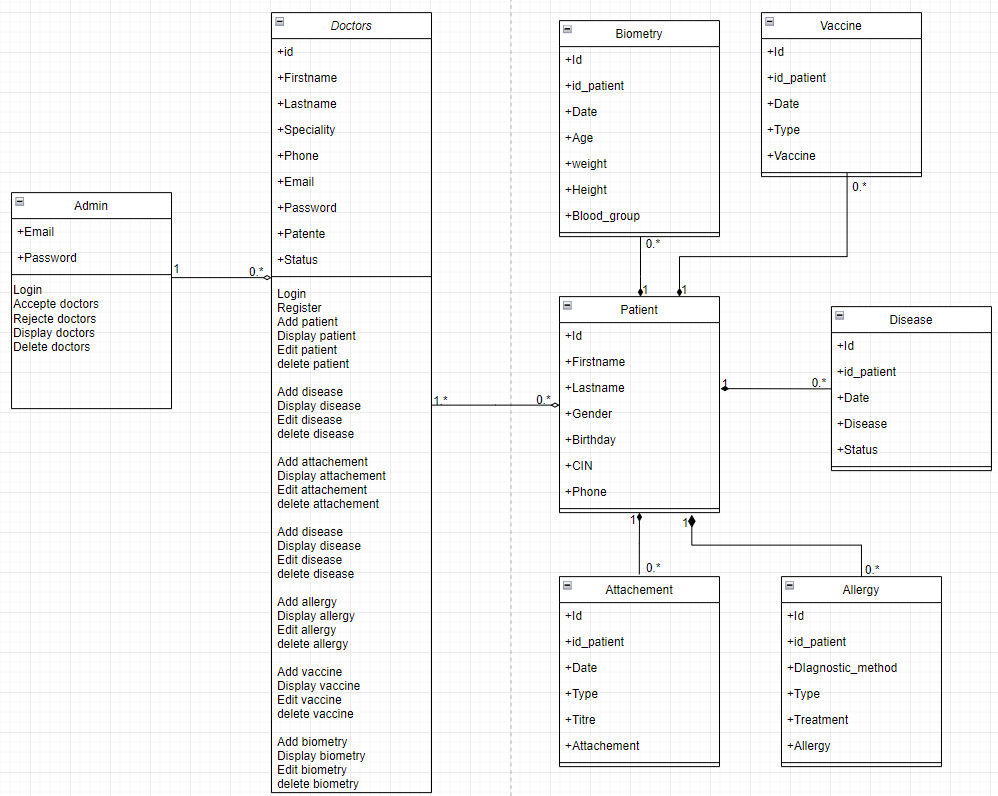 Doctors
+id
+Firstname
+Lastname
+Speciality
+Phone
+Email
+Password
+Patente
+Status
Login
Register
Add patient
Display patient
Edit patient
delete patient
Add disease
Display disease
Edit disease
delete disease
Add attachement
Display attachement
Edit attachement
delete attachement
Add disease
Display disease
Edit disease
delete disease
Add allergy
Display allergy
Edit allergy
delete allergy
Add vaccine
Display vaccine
Edit vaccine
delete vaccine
Add biometry
Display biometry
Edit biometry
delete biometry
Admin
+Email
+Password
Login
Accepte doctors
Rejecte doctors
Display doctors
Delete doctors
1
0.*
1.*
0.*
Biometry
+Id
+id_patient
+Date
+Age
+weight
+Height
+Blood_group
0.*
1
Vaccine
+Id
+id_patient
+Date
+Type
+Vaccine
0.*
1
Patient
+Id
+Firstname
+Lastname
+Gender
+Birthday
+CIN
+Phone
1
0.*
Disease
+Id
+id_patient
+Date
+Disease
+Status
1
0.*
1
0.*
Attachement
+Id
+id_patient
+Date
+Type
+Titre
+Attachement
Allergy
+Id
+id_patient
+DIagnostic_method
+Type
+Treatment
+Allergy